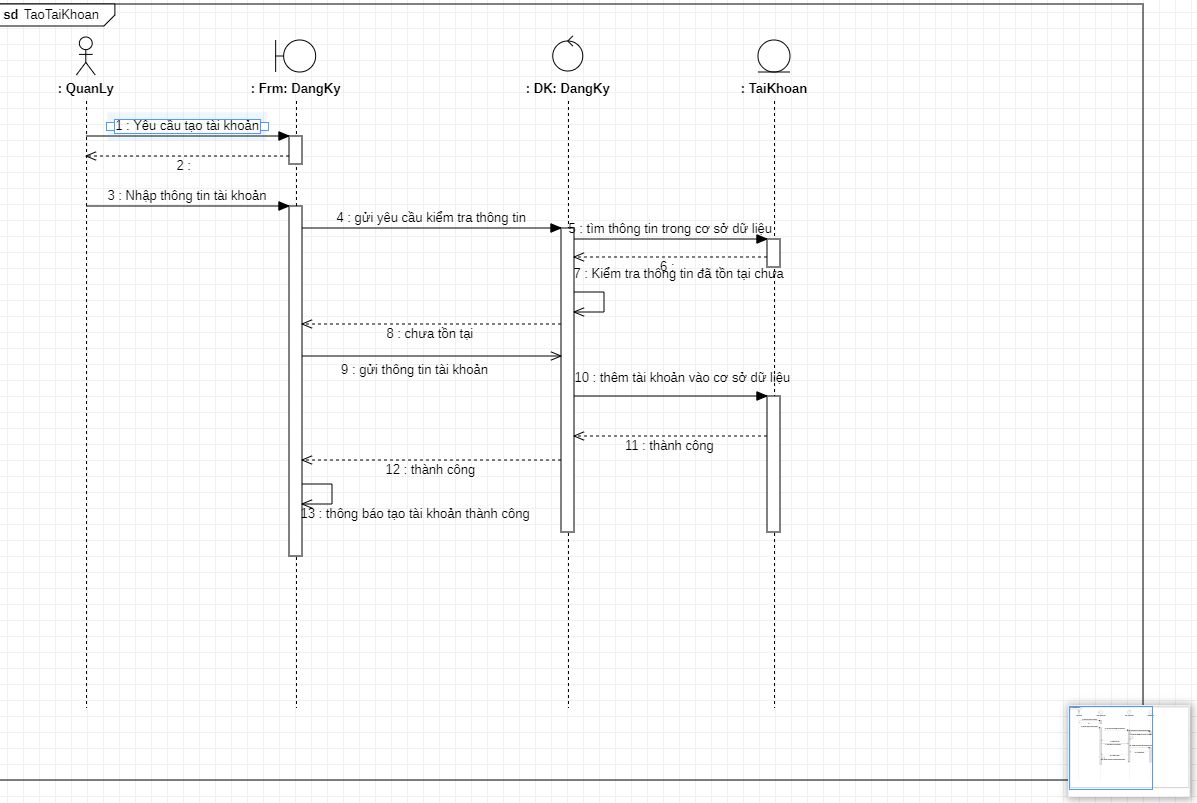 sd TaoTaiKhoan
: QuanLy
: Frm: DangKy
: DK: DangKy
: TaiKhoan
1 : Yêu cầu tạo tài khoản
2 :
3 : Nhập thông tin tài khoản
4 : gửi yêu cầu kiểm tra thông tin
5 : tìm thông tin trong cơ sở dữ liệu
6 :
7 : Kiểm tra thông tin đã tồn tại chưa
8 : chưa tồn tại
9 : gửi thông tin tài khoản
10 : thêm tài khoản vào cơ sở dữ liệu
11 : thành công
12 : thành công
13 : thông báo tạo tài khoản thành công